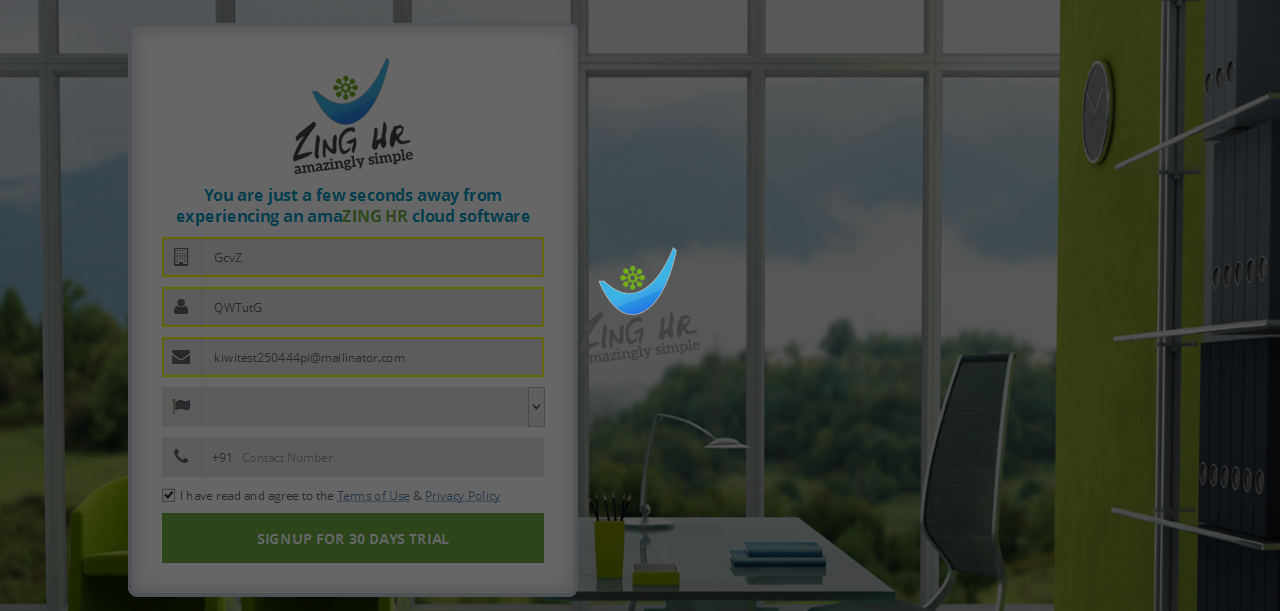 ZING HR
amazingly simple
You are just a few seconds away from
experiencing an amaZING HR cloud software
GcvZ
QWTutG
kiwitest250444pi@mailinator.com
+91 Contact Number
I have read and agree to the Terms of Use & Privacy Policy
SIGNUP FOR 30 DAYS TRIAL
ZING HR
amazingly simple